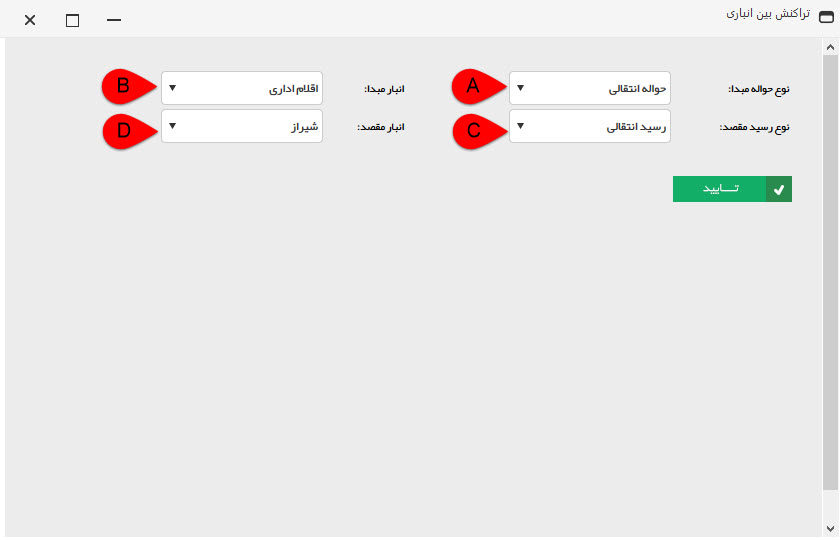 تراکنش بین انباری
نوع حواله مبدا: حواله انتقالی A انبار مبدا: اقلام اداری B
نوع رسید مقصد: رسید انتقالی C انبار مقصد: شیراز D
تـــایید